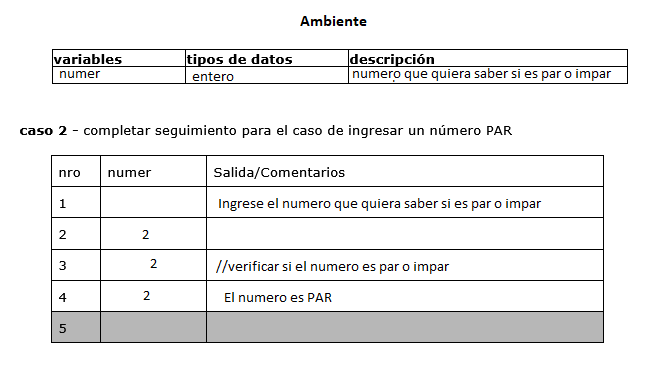 Ambiente
variables tipos de datos descripción
numer entero numero que quiera saber si es par o impar
caso 2 – completar seguimiento para el caso de ingresar un número PAR
nro numer Salida/Comentarios
1 Ingrese el numero que quiera saber si es par o impar
2 2
3 2 //verificar si el numero es par o impar
4 2 El numero es PAR
5